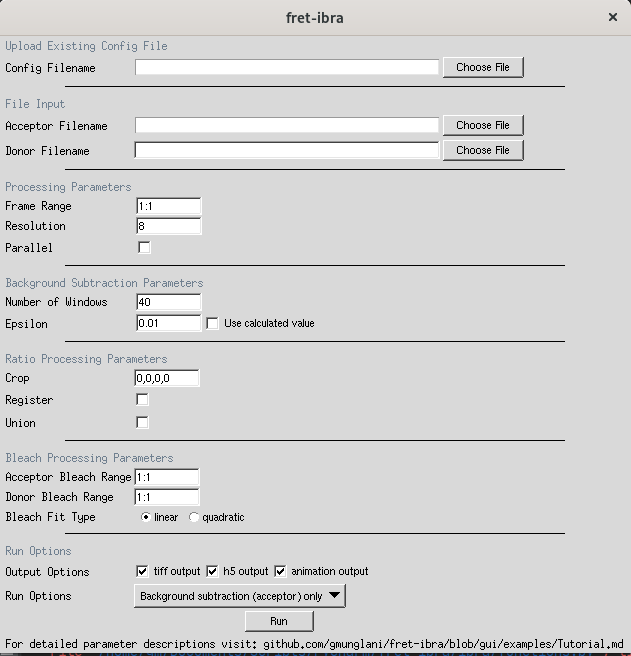 fret-ibra
×
Upload Existing Config File
Config Filename Choose File
File Input
Acceptor Filename Choose File
Donor Filename Choose File
Processing Parameters
Frame Range 1:1
Resolution 8
Parallel
Background Subtraction Parameters
Number of Windows 40
Epsilon 0.01 Use calculated value
Ratio Processing Parameters
Crop 0,0,0,0
Register
Union
Bleach Processing Parameters
Acceptor Bleach Range 1:1
Donor Bleach Range 1:1
Bleach Fit Type linear quadratic
Run Options
Output Options tiff output h5 output animation output
Run Options Background subtraction (acceptor) only
Run
For detailed parameter descriptions visit: github.com/gmunglani/fret-ibra/blob/gui/examples/Tutorial.md